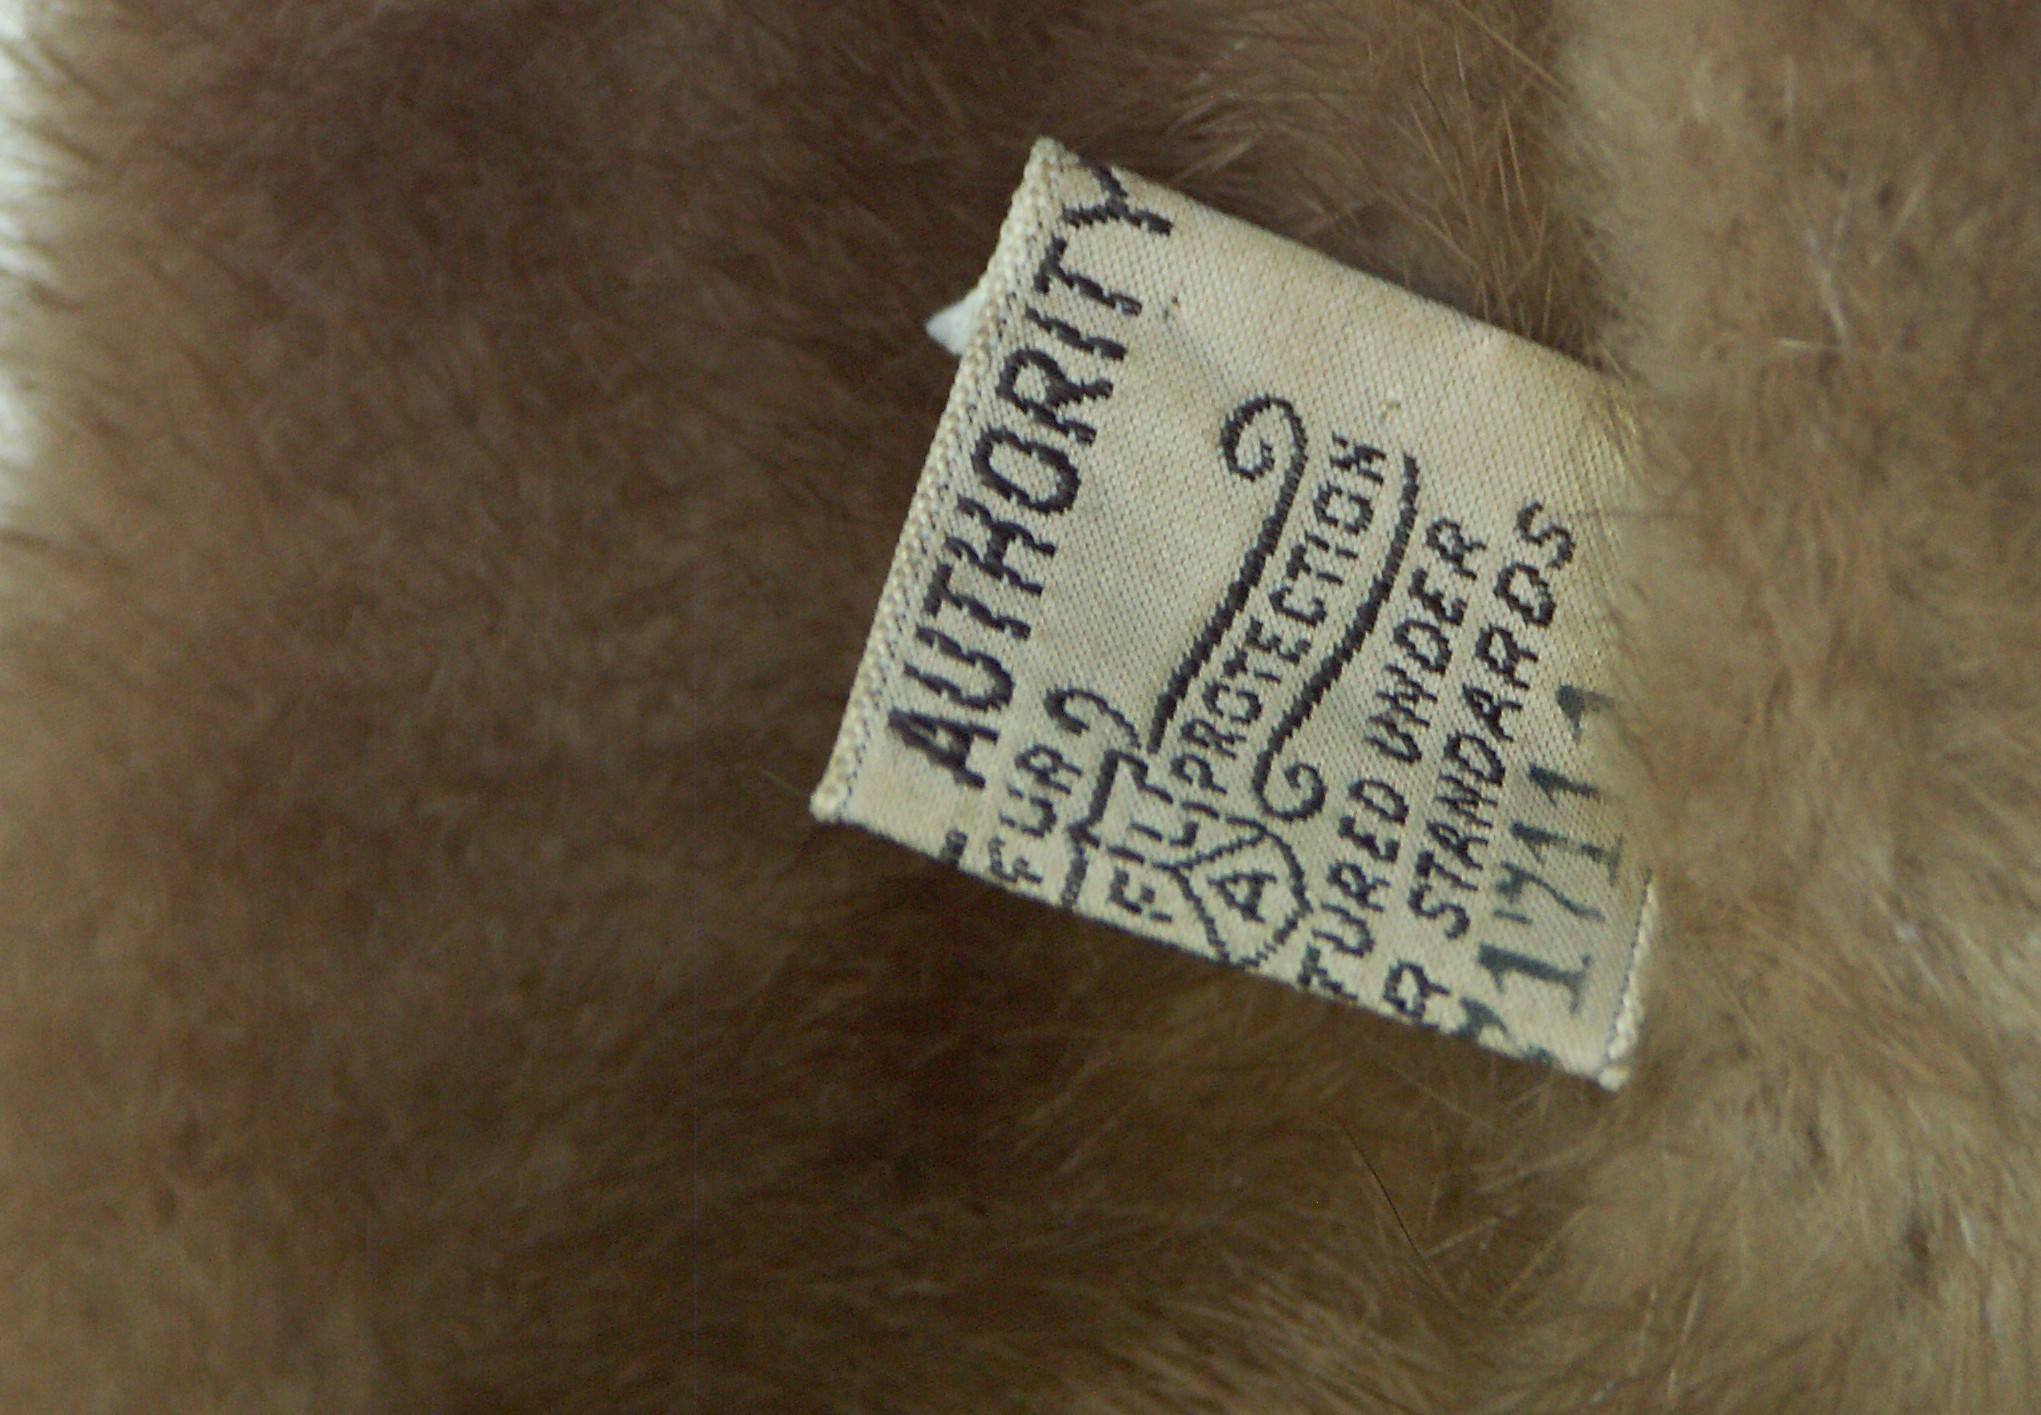 AUTHORITY
FUR
PROTECTION
A
TURED UNDER
R STANDARDS